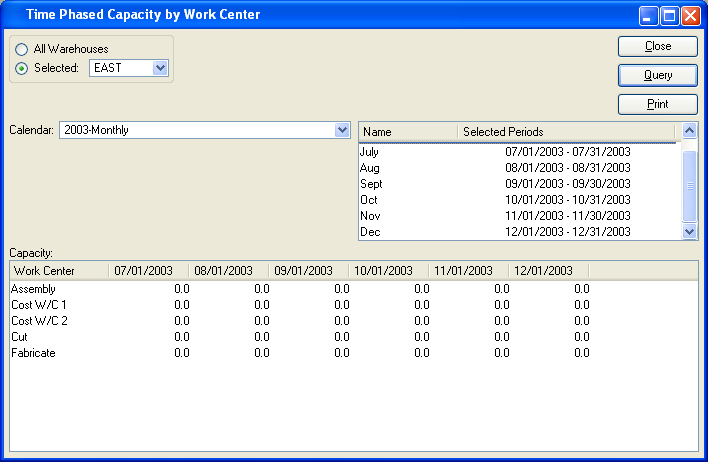 Time Phased Capacity by Work Center
All Warehouses
Selected: EAST
Close
Query
Print
Calendar: 2003-Monthly
Name Selected Periods
July 07/01/2003 - 07/31/2003
Aug 08/01/2003 - 08/31/2003
Sept 09/01/2003 - 09/30/2003
Oct 10/01/2003 - 10/31/2003
Nov 11/01/2003 - 11/30/2003
Dec 12/01/2003 - 12/31/2003
Capacity:
Work Center 07/01/2003 08/01/2003 09/01/2003 10/01/2003 11/01/2003 12/01/2003
Assembly 0.0 0.0 0.0 0.0 0.0 0.0
Cost W/C 1 0.0 0.0 0.0 0.0 0.0 0.0
Cost W/C 2 0.0 0.0 0.0 0.0 0.0 0.0
Cut 0.0 0.0 0.0 0.0 0.0 0.0
Fabricate 0.0 0.0 0.0 0.0 0.0 0.0